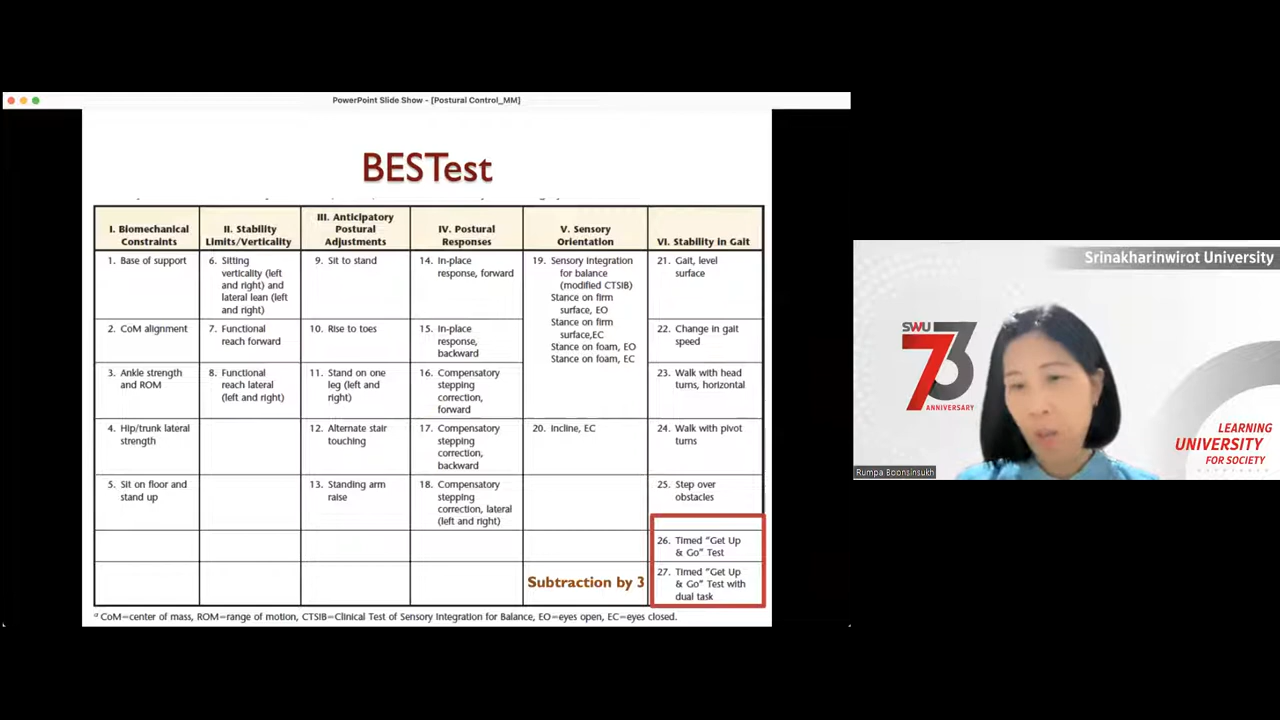 PowerPoint Slide Show - [Postural Control_MM]
BESTest
I. Biomechanical
Constraints
II. Stability
Limits/Verticality
III. Anticipatory
Postural
Adjustments
IV. Postural
Responses
V. Sensory
Orientation
VI. Stability in Gait
1. Base of support
6. Sitting
verticality (left
and right) and
lateral lean (left
and right)
9. Sit to stand
14. In-place
response, forward
19. Sensory integration
for balance
(modified CTSIB)
Stance on firm
surface, EO
Stance on firm
surface,EC
Stance on foam, EO
Stance on foam, EC
21. Gait, level
surface
2. CoM alignment
7. Functional
reach forward
10. Rise to toes
15. In-place
response,
backward
22. Change in gait
speed
3. Ankle strength
and ROM
8. Functional
reach lateral
(left and right)
11. Stand on one
leg (left and
right)
16. Compensatory
stepping
correction,
forward
23. Walk with head
turns, horizontal
4. Hip/trunk lateral
strength
12. Alternate stair
touching
17. Compensatory
stepping
correction,
backward
20. Incline, EC
24. Walk with pivot
turns
5. Sit on floor and
stand up
13. Standing arm
raise
18. Compensatory
stepping
correction, lateral
(left and right)
25. Step over
obstacles
26. Timed “Get Up
& Go” Test
Subtraction by 3
27. Timed “Get Up
& Go” Test with
dual task
a CoM=center of mass, ROM=range of motion, CTSIB=Clinical Test of Sensory Integration for Balance, EO=eyes open, EC=eyes closed.
Srinakharinwirot University
SWU
73
ANNIVERSARY
LEARNING
UNIVERSITY
FOR SOCIETY
Rumpa Boonsinsukh